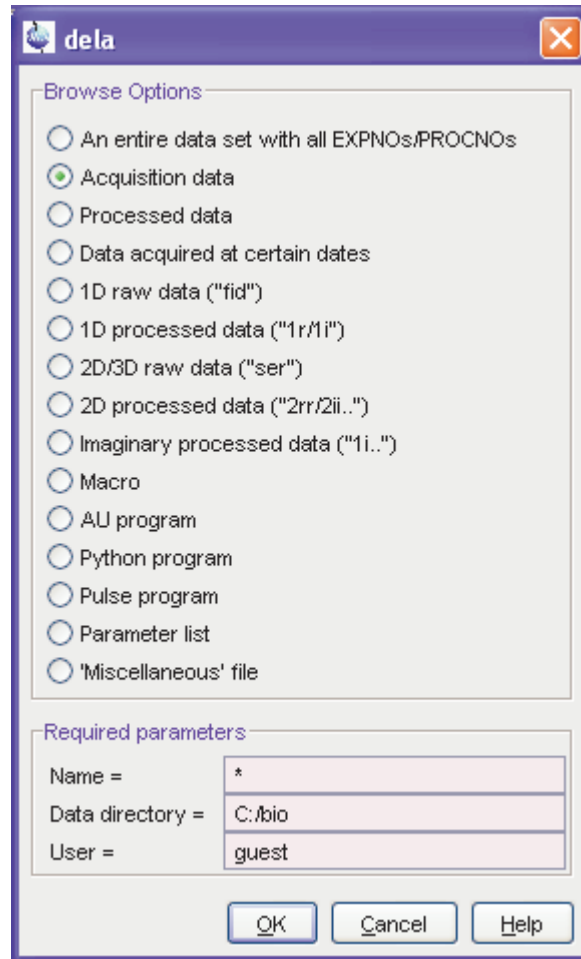 dela
Browse Options
An entire data set with all EXPNOs/PROCNOs
Acquisition data
Processed data
Data acquired at certain dates
1D raw data ("fid")
1D processed data ("1r/1i")
2D/3D raw data ("ser")
2D processed data ("2rr/2ii..")
Imaginary processed data ("1i..")
Macro
AU program
Python program
Pulse program
Parameter list
'Miscellaneous' file
Required parameters
Name = *
Data directory = C:/bio
User = guest
OK Cancel Help